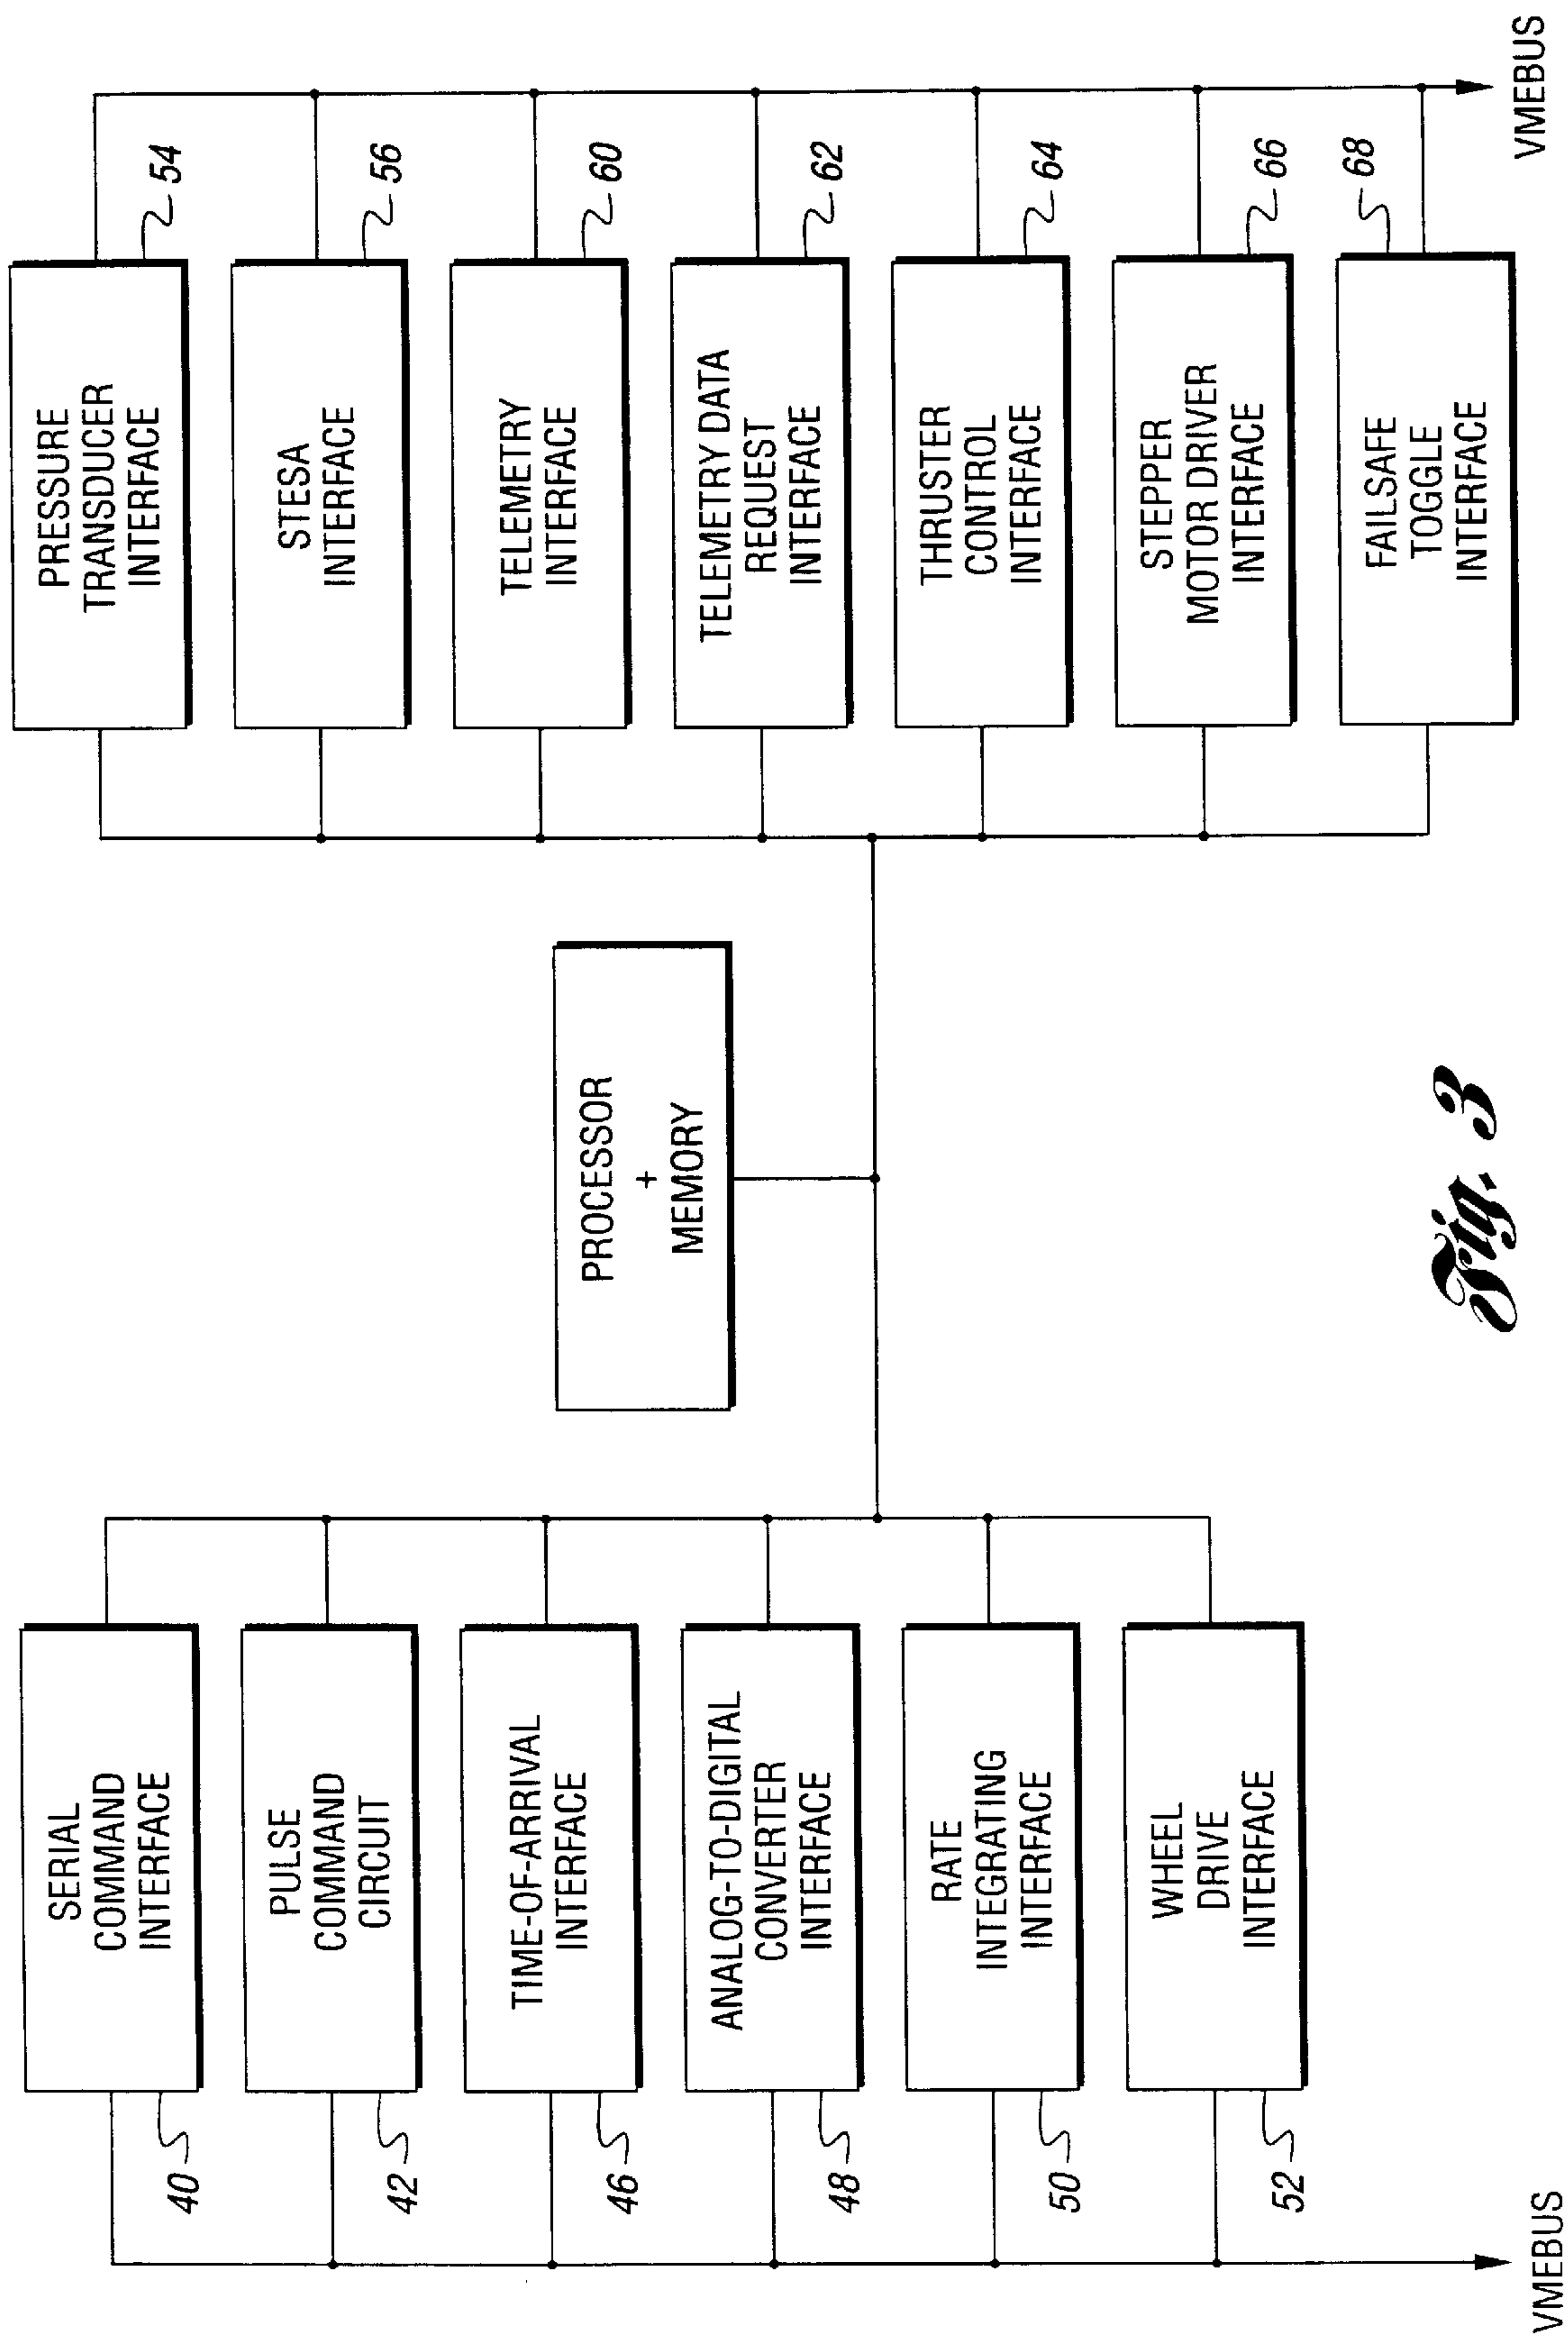 SERIAL
COMMAND
INTERFACE
40
PULSE
COMMAND
CIRCUIT
42
TIME-OF-ARRIVAL
INTERFACE
46
ANALOG-TO-DIGITAL
CONVERTER
INTERFACE
48
RATE
INTEGRATING
INTERFACE
50
WHEEL
DRIVE
INTERFACE
52
VMEBUS
PROCESSOR
+
MEMORY
PRESSURE
TRANSDUCER
INTERFACE
54
STESA
INTERFACE
56
TELEMETRY
INTERFACE
60
TELEMETRY DATA
REQUEST
INTERFACE
62
THRUSTER
CONTROL
INTERFACE
64
STEPPER
MOTOR DRIVER
INTERFACE
66
FAILSAFE
TOGGLE
INTERFACE
68
VMEBUS
Fig. 3